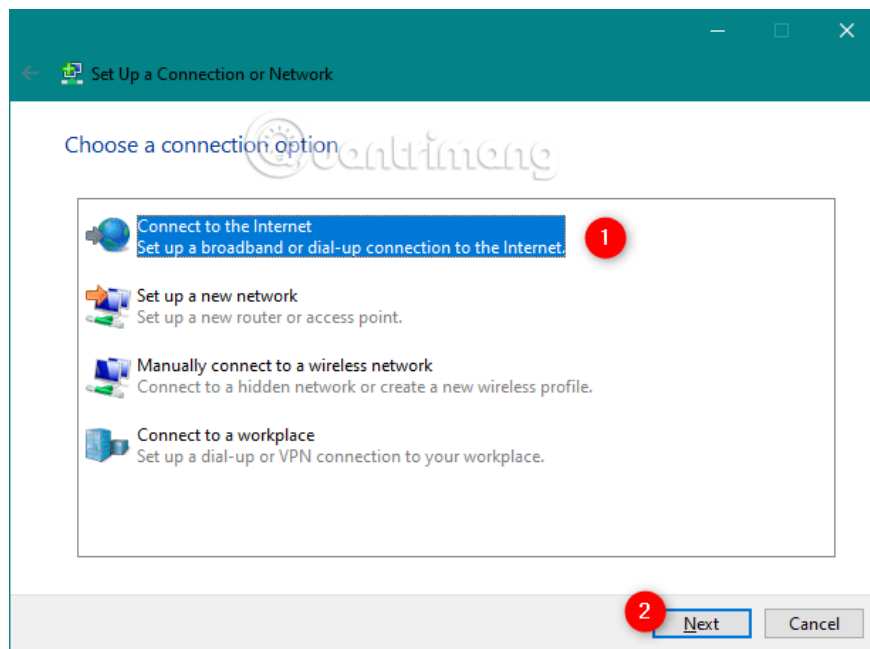 Set Up a Connection or Network
Choose a connection option
Quantrimang
Connect to the Internet
Set up a broadband or dial-up connection to the Internet.
1
Set up a new network
Set up a new router or access point.
Manually connect to a wireless network
Connect to a hidden network or create a new wireless profile.
Connect to a workplace
Set up a dial-up or VPN connection to your workplace.
2
Next
Cancel